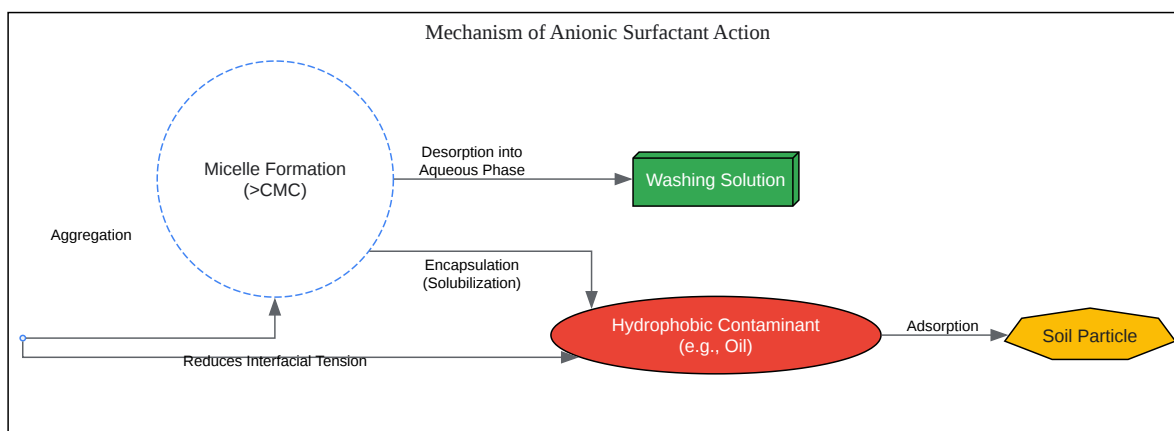 Mechanism of Anionic Surfactant Action
Micelle Formation
(>CMC)
Desorption into
Aqueous Phase
Washing Solution
Aggregation
Encapsulation
(Solubilization)
Hydrophobic Contaminant
(e.g., Oil)
Adsorption
Soil Particle
Reduces Interfacial Tension